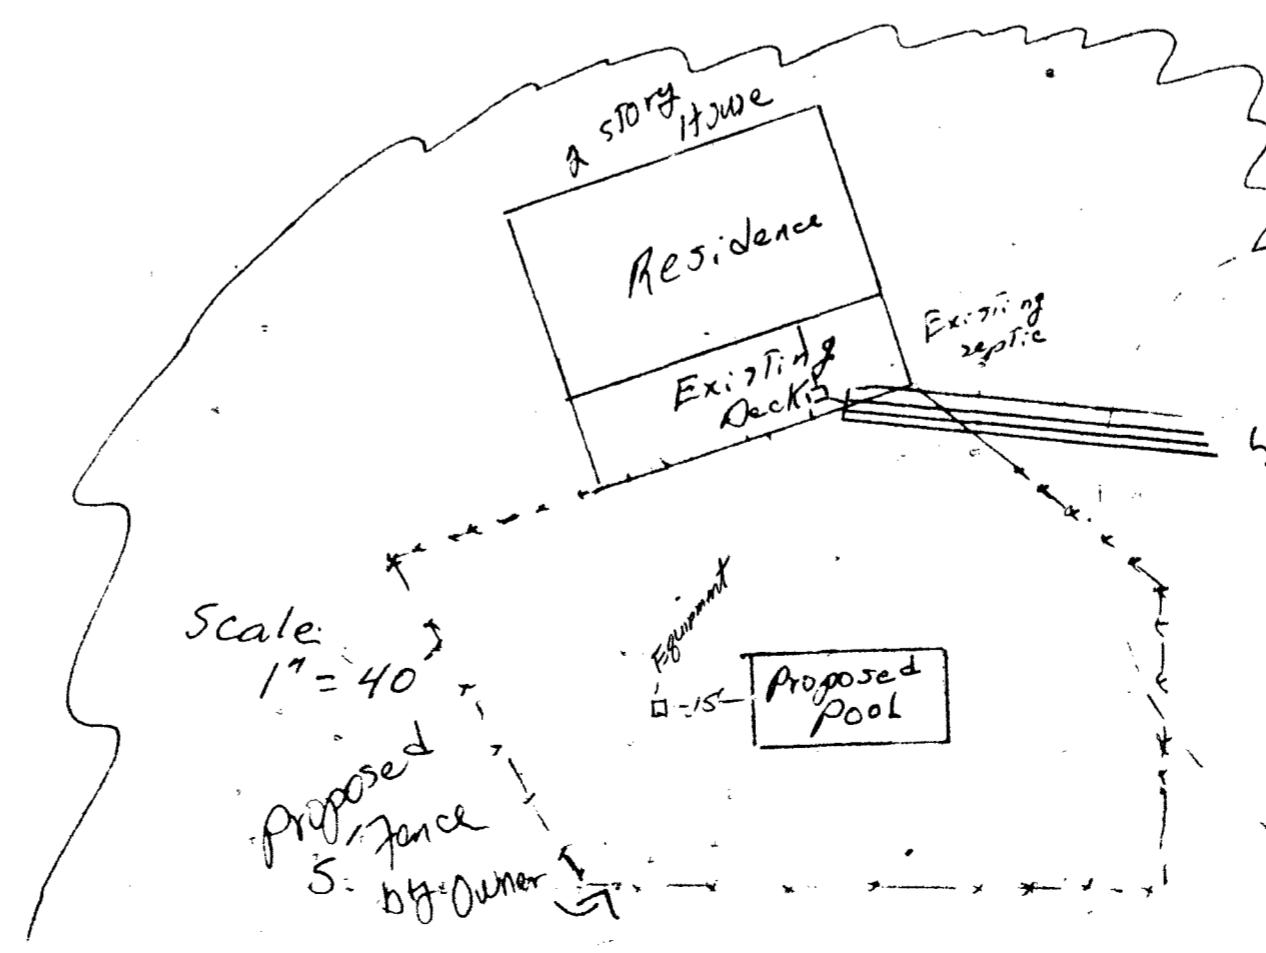 2 story
House
Residence
Existing
Deck
Existing
septic
Scale
1" = 40'
Equipment
15'
Proposed
Pool
Proposed
5' Fence
by Owner